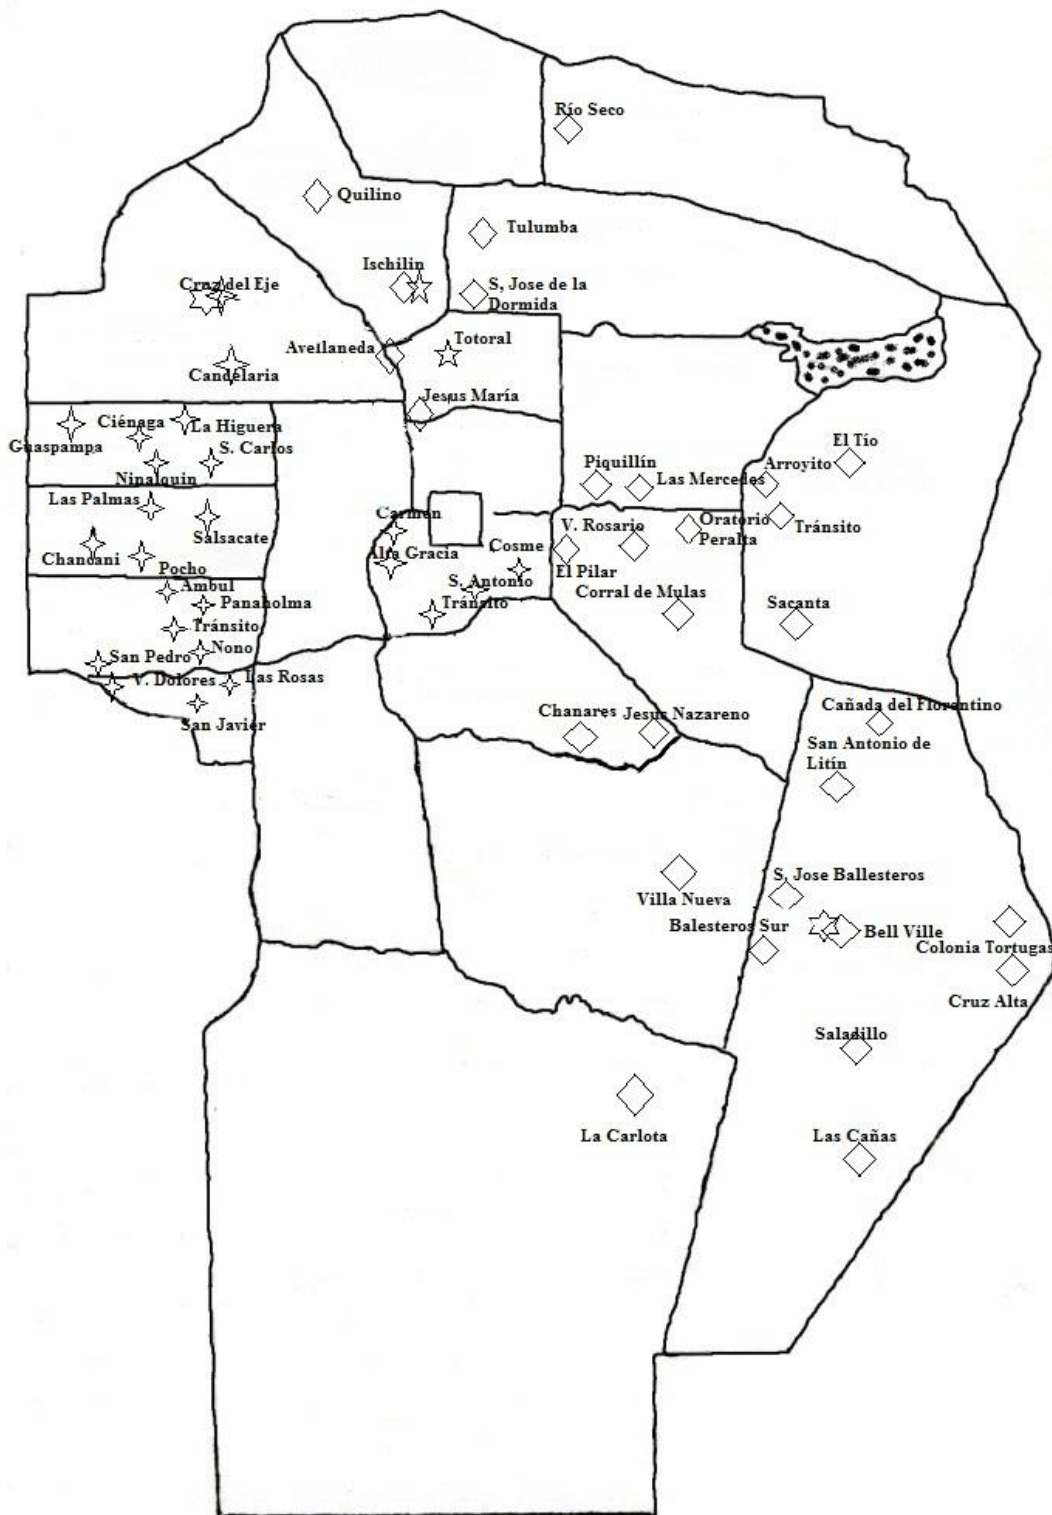 Río Seco
Quilino
Tulumba
Ischilin
S, Jose de la
Dormida
Cruz del Eje
Totoral
Avellaneda
Candelaria
Jesus María
Ciénaga
La Higuera
Guaspampa
S. Carlos
Ninalquin
El Tío
Piquillín
Las Mercedes
Arroyito
Las Palmas
Salsacate
Carmen
V. Rosario
Oratorio
Peralta
Tránsito
Chancani
Pocho
Alta Gracia
Cosme
El Pilar
Ambul
S. Antonio
Corral de Mulas
Panaholma
Tránsito
Sacanta
Tránsito
Nono
San Pedro
V. Dolores
Las Rosas
San Javier
Chanares
Jesus Nazareno
Cañada del Florentino
San Antonio de
Litín
Villa Nueva
S, Jose Ballesteros
Balesteros Sur
Bell Ville
Colonia Tortugas
Cruz Alta
Saladillo
La Carlota
Las Cañas